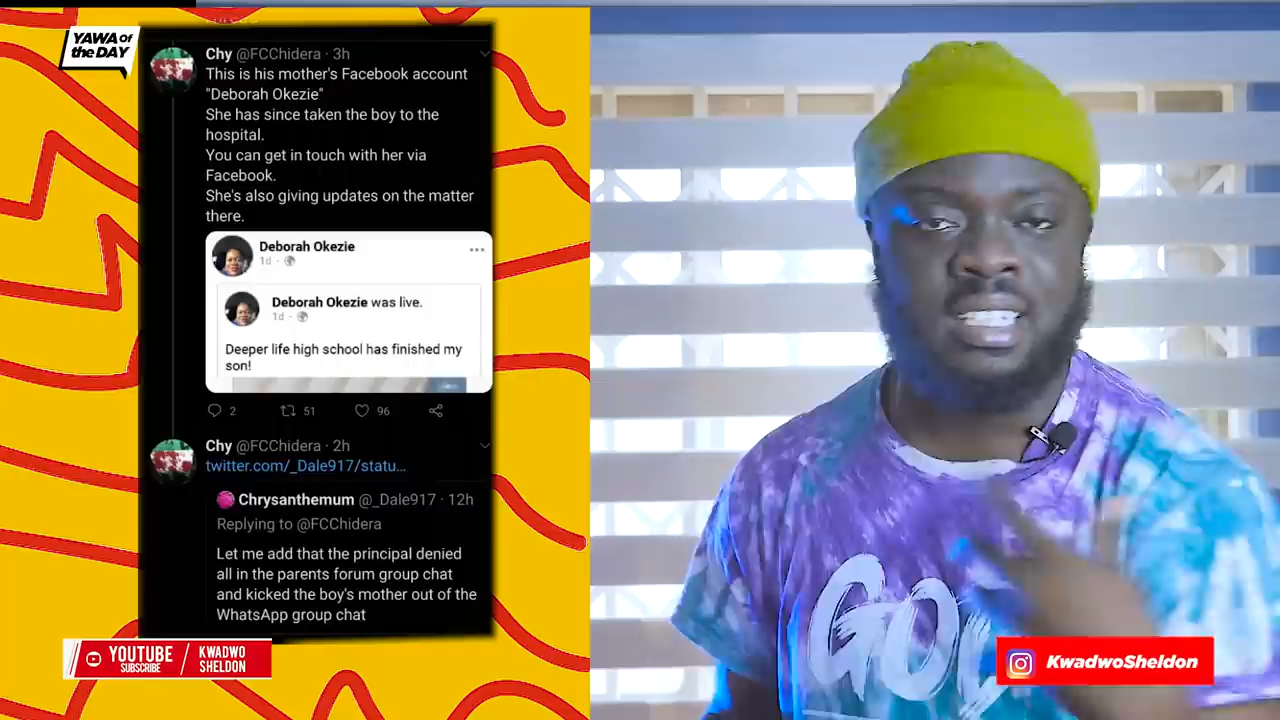 YAWA of
the DAY
Chy @FCChidera · 3h
This is his mother's Facebook account
"Deborah Okezie"
She has since taken the boy to the
hospital.
You can get in touch with her via
Facebook.
She's also giving updates on the matter
there.
Deborah Okezie
1d ·
Deborah Okezie was live.
1d ·
Deeper life high school has finished my
son!
2 51 96
Chy @FCChidera · 2h
twitter.com/_Dale917/statu...
Chrysanthemum @_Dale917 · 12h
Replying to @FCChidera
Let me add that the principal denied
all in the parents forum group chat
and kicked the boy's mother out of the
WhatsApp group chat
YOUTUBE
SUBSCRIBE
KWADWO
SHELDON
GOD
KwadwoSheldon